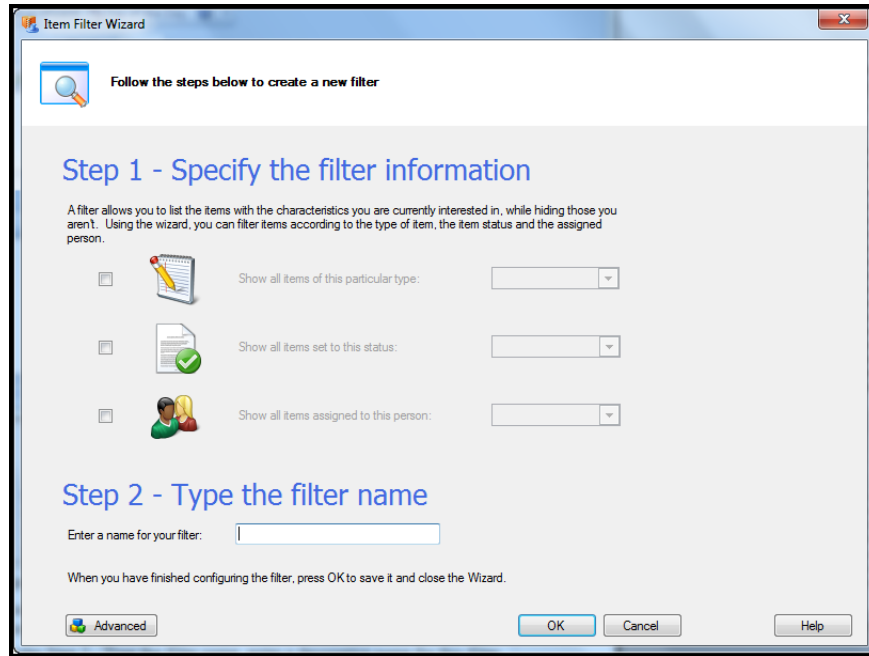 Item Filter Wizard
Follow the steps below to create a new filter
Step 1 - Specify the filter information
A filter allows you to list the items with the characteristics you are currently interested in, while hiding those you
aren't. Using the wizard, you can filter items according to the type of item, the item status and the assigned
person.
Show all items of this particular type:
Show all items set to this status:
Show all items assigned to this person:
Step 2 - Type the filter name
Enter a name for your filter:
When you have finished configuring the filter, press OK to save it and close the Wizard.
Advanced OK Cancel Help